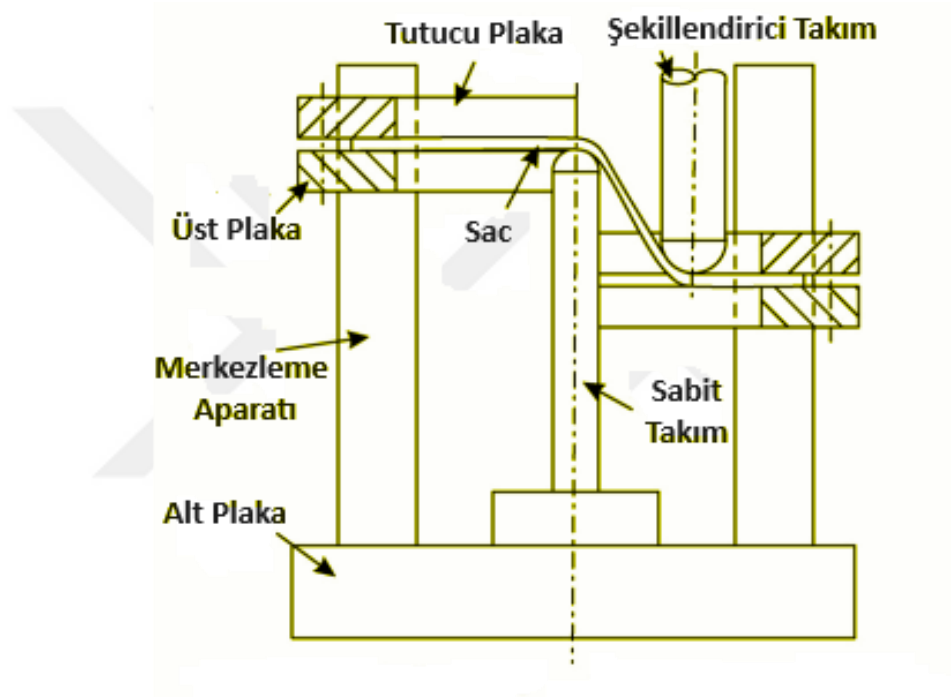 Tutucu Plaka
Şekillendirici Takım
Üst Plaka
Sac
Merkezleme
Aparatı
Sabit
Takım
Alt Plaka